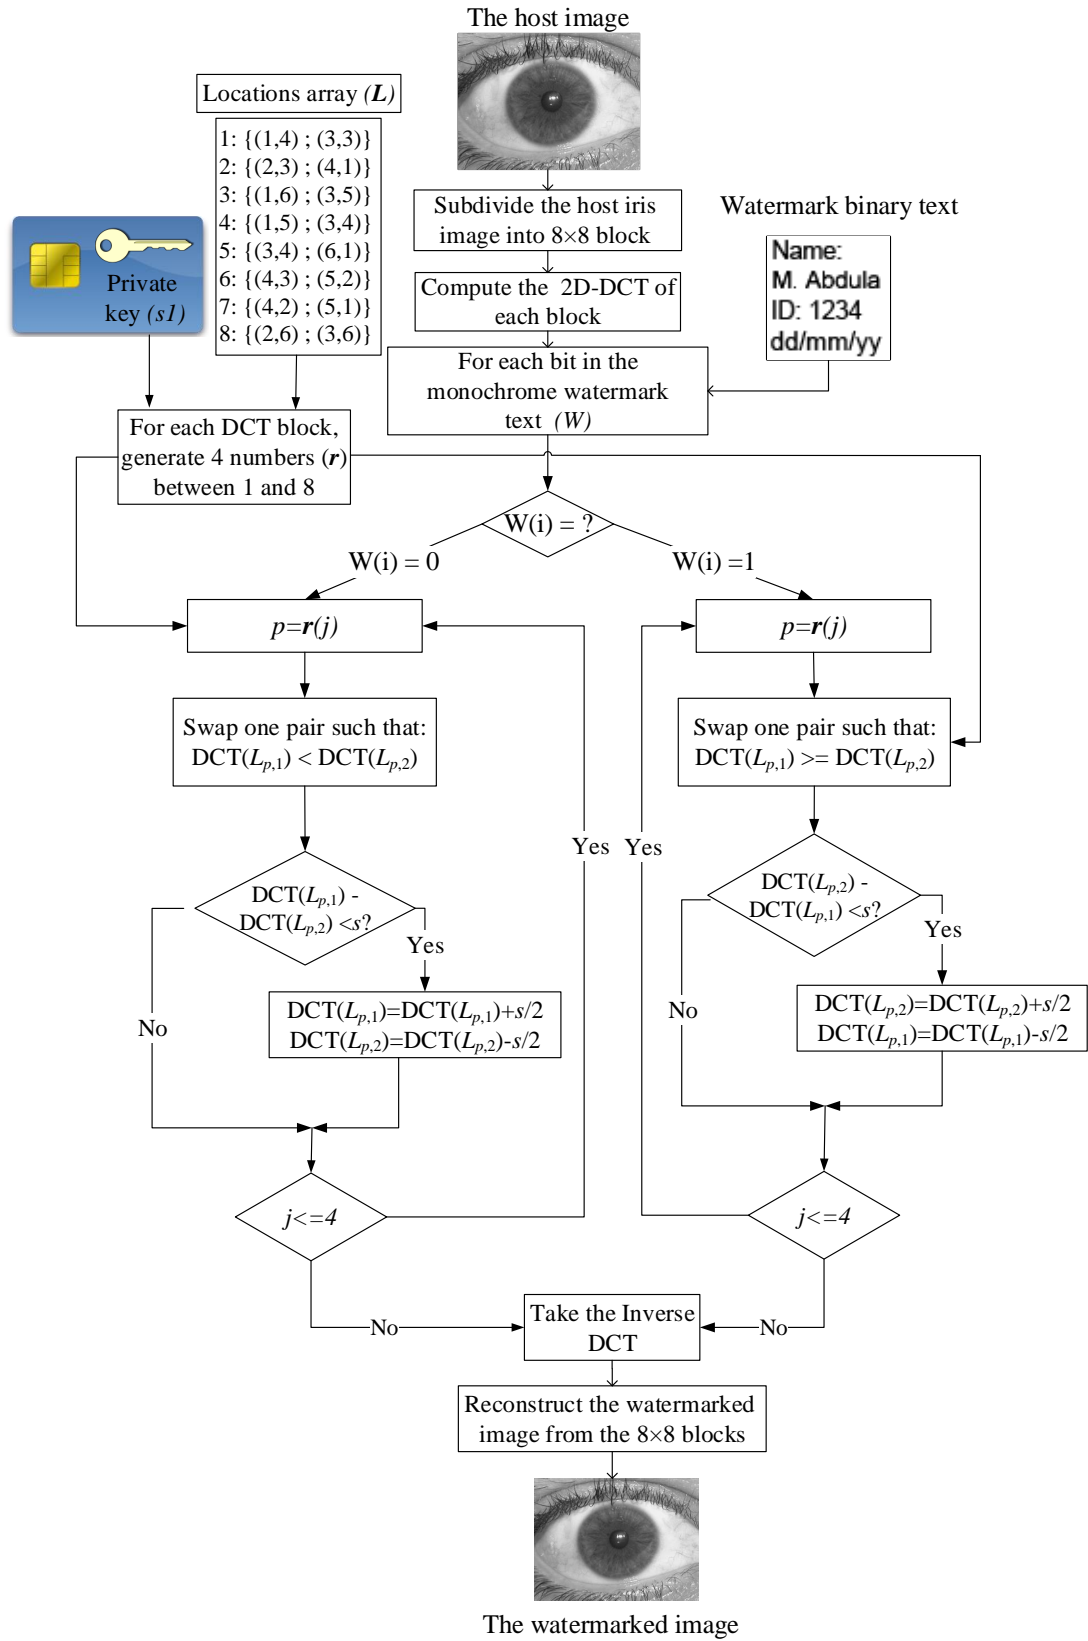 The host image
Locations array (L)
1: {(1,4) ; (3,3)}
2: {(2,3) ; (4,1)}
3: {(1,6) ; (3,5)}
4: {(1,5) ; (3,4)}
5: {(3,4) ; (6,1)}
6: {(4,3) ; (5,2)}
7: {(4,2) ; (5,1)}
8: {(2,6) ; (3,6)}
Private
key (s1)
Subdivide the host iris
image into 8×8 block
Compute the 2D-DCT of
each block
Watermark binary text
Name:
M. Abdula
ID: 1234
dd/mm/yy
For each bit in the
monochrome watermark
text (W)
For each DCT block,
generate 4 numbers (r)
between 1 and 8
W(i) = ?
W(i) = 0
W(i) =1
p=r(j)
p=r(j)
Swap one pair such that:
DCT(Lp,1) < DCT(Lp,2)
Swap one pair such that:
DCT(Lp,1) >= DCT(Lp,2)
Yes
Yes
DCT(Lp,1) -
DCT(Lp,2) <s?
DCT(Lp,2) -
DCT(Lp,1) <s?
Yes
Yes
No
No
DCT(Lp,1)=DCT(Lp,1)+s/2
DCT(Lp,2)=DCT(Lp,2)-s/2
DCT(Lp,2)=DCT(Lp,2)+s/2
DCT(Lp,1)=DCT(Lp,1)-s/2
j<=4
j<=4
No
No
Take the Inverse
DCT
Reconstruct the watermarked
image from the 8×8 blocks
The watermarked image